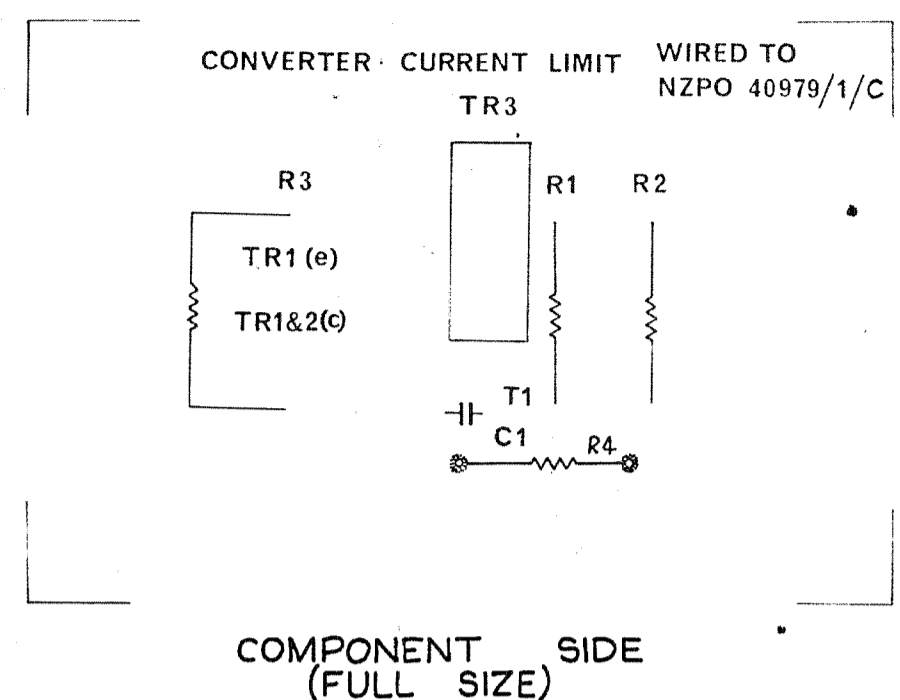 CONVERTER CURRENT LIMIT
WIRED TO
NZPO 40979/1/C
TR3
R3
R1
R2
TR1(e)
TR1&2(c)
T1
C1
R4
COMPONENT SIDE
(FULL SIZE)